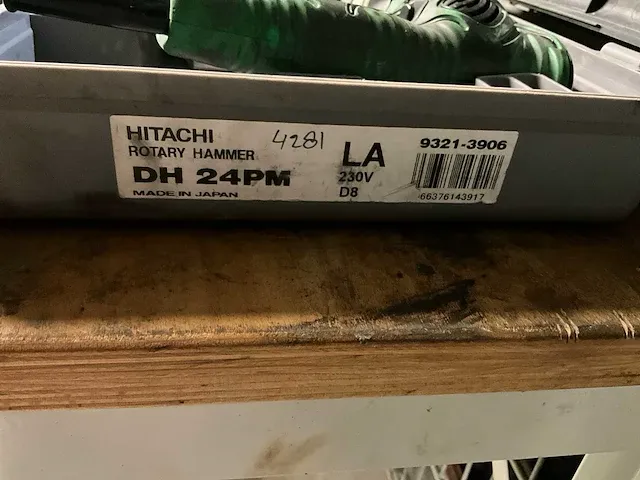 HITACHI 4281
ROTARY HAMMER
DH 24PM
MADE IN JAPAN
LA
230V
D8
9321-3906
66376143917